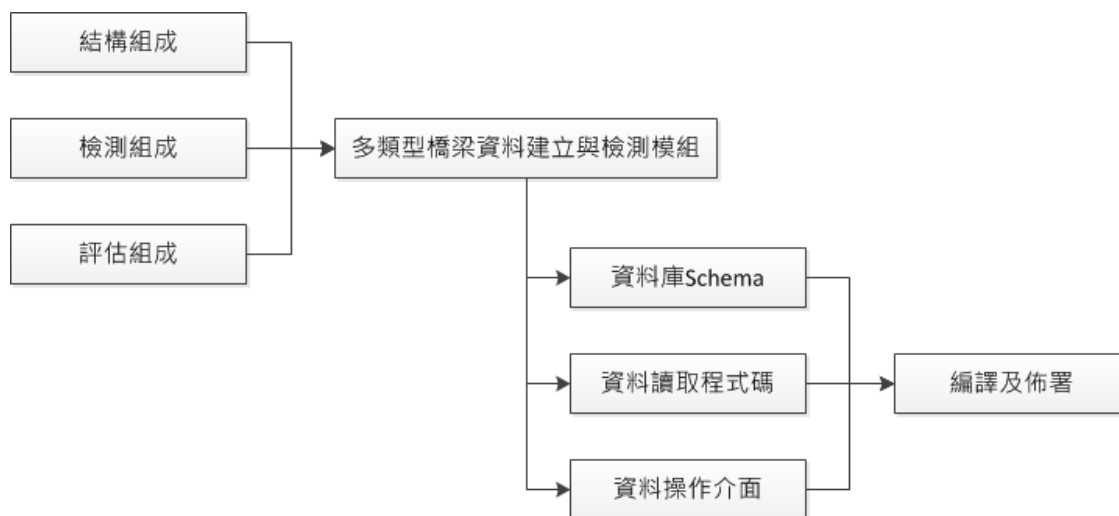 結構組成
檢測組成
多類型橋梁資料建立與檢測模組
評估組成
資料庫Schema
資料讀取程式碼
編譯及佈署
資料操作介面